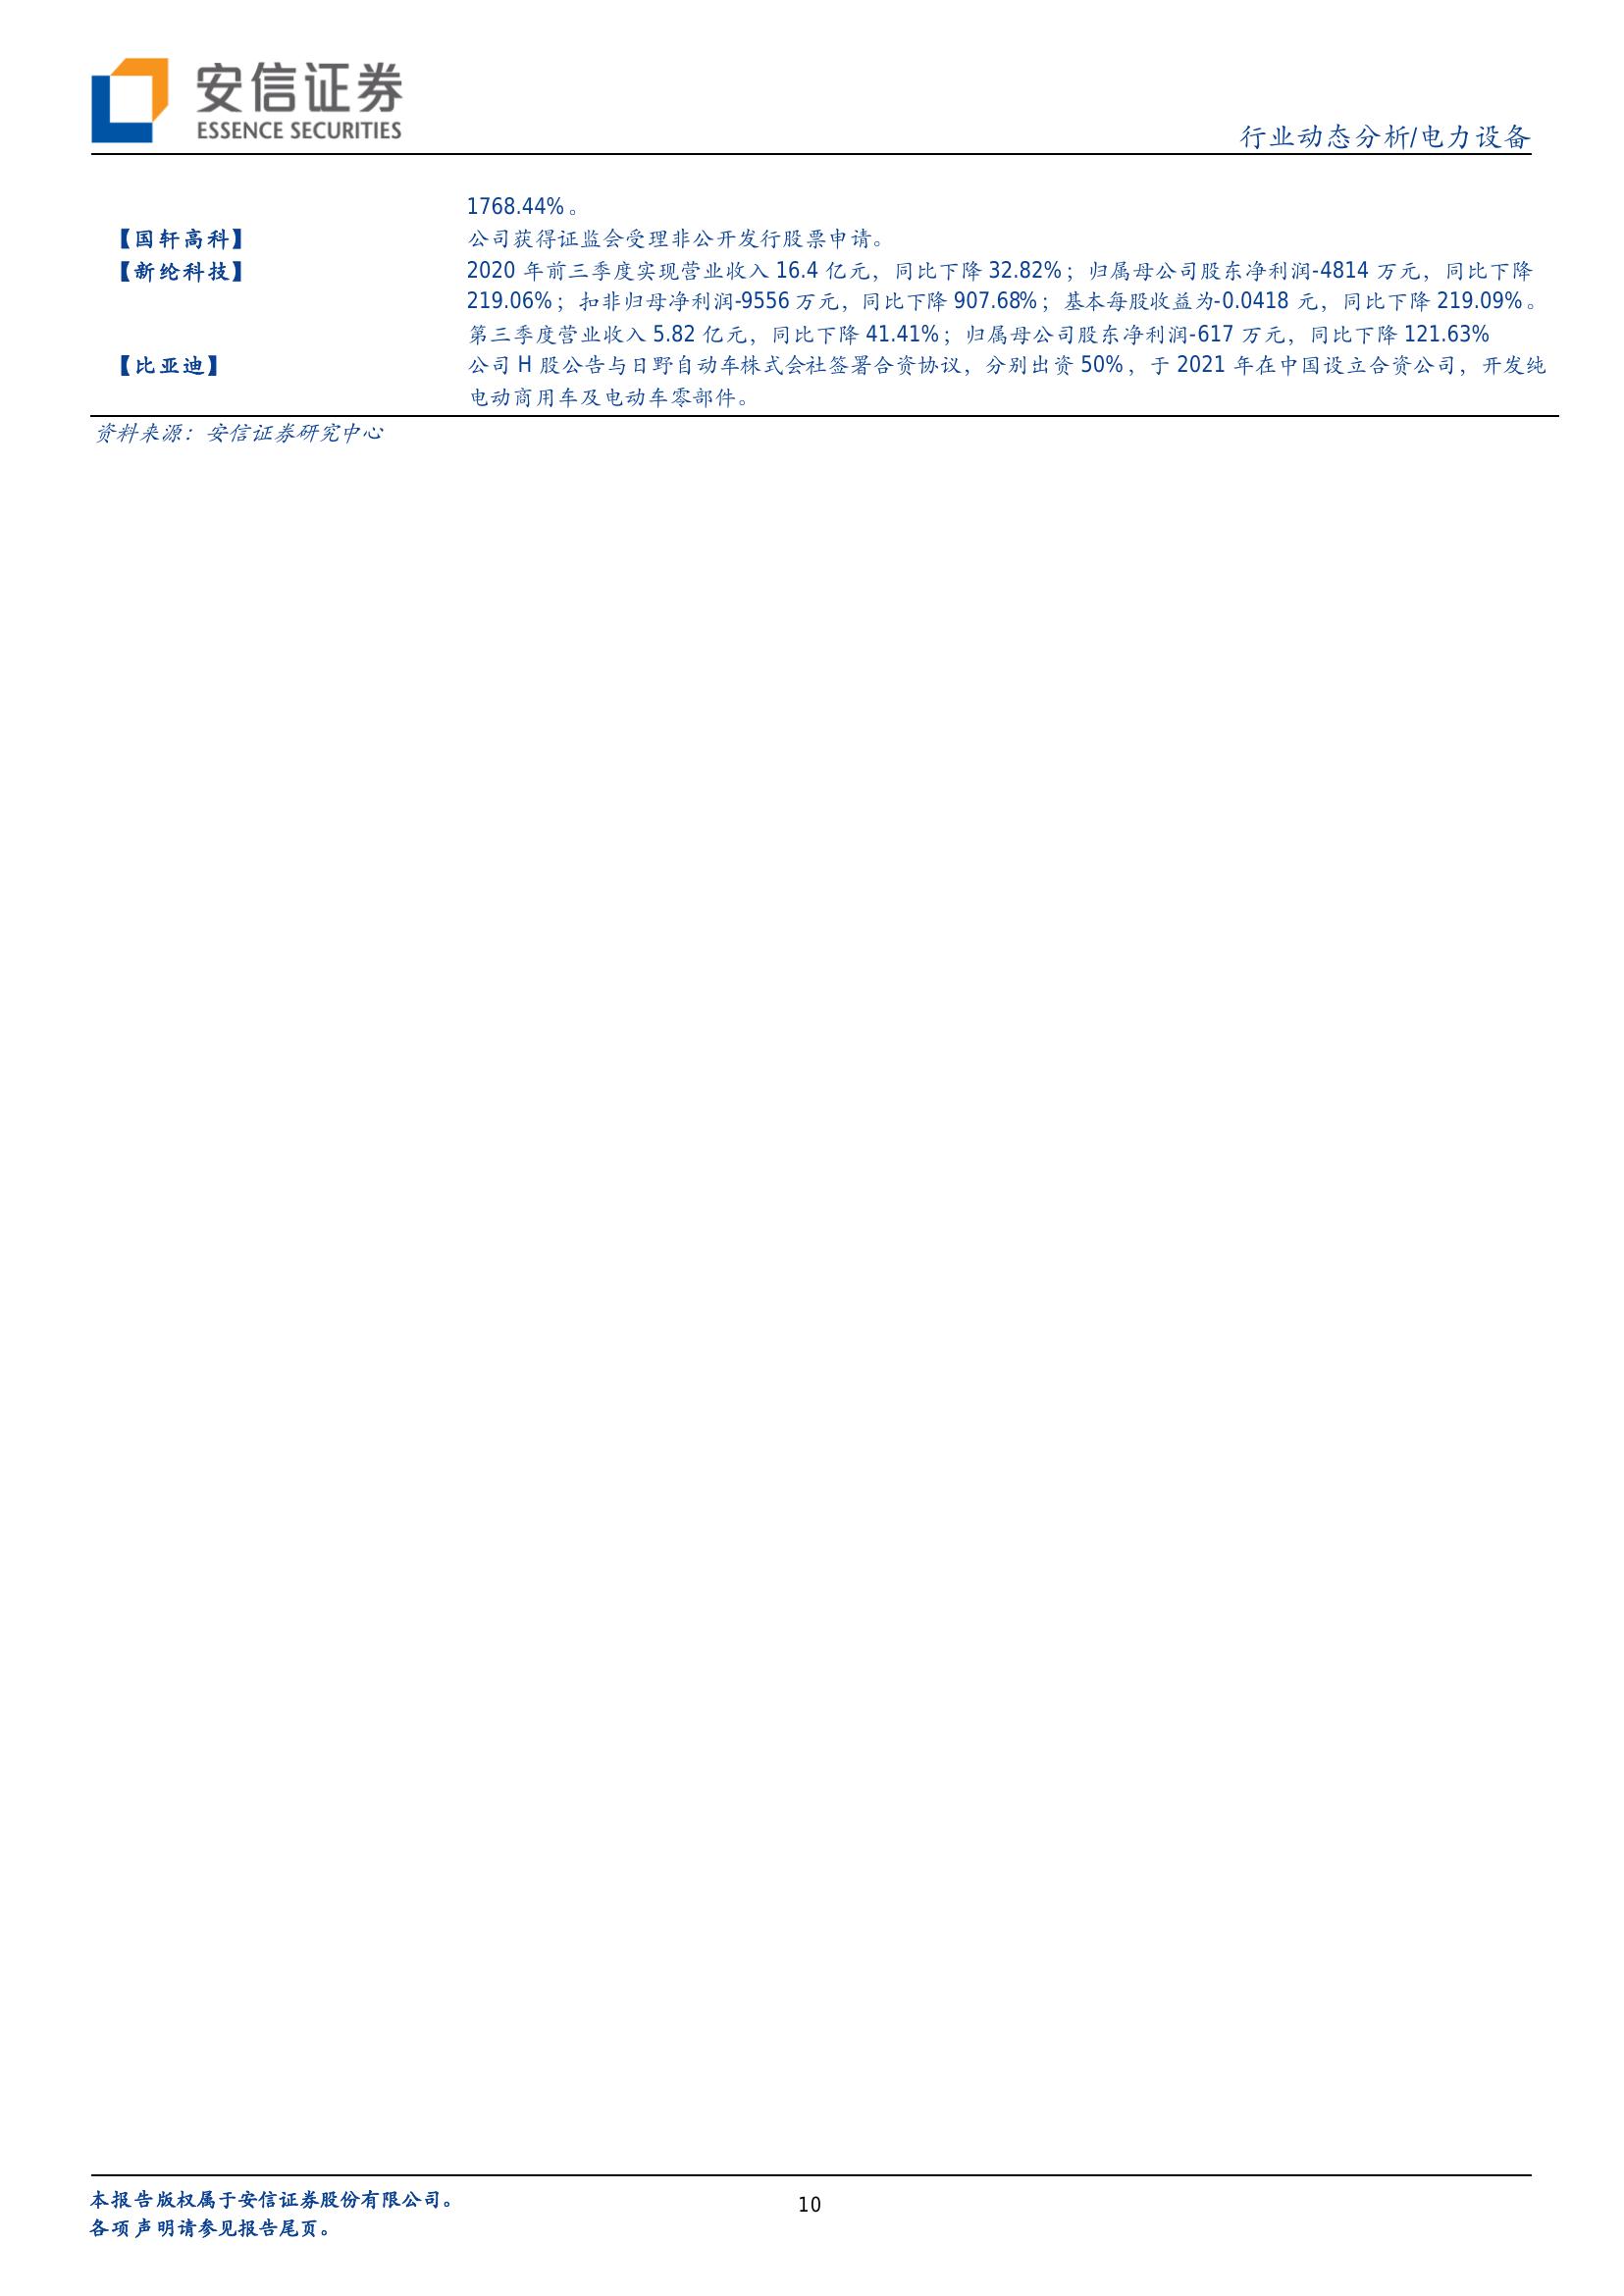 安信证券
ESSENCE SECURITIES
行业动态分析/电力设备
1768.44%。
【国轩高科】 公司获得证监会受理非公开发行股票申请。
【新纶科技】 2020 年前三季度实现营业收入 16.4 亿元，同比下降 32.82%；归属母公司股东净利润-4814 万元，同比下降
219.06%；扣非归母净利润-9556 万元，同比下降 907.68%；基本每股收益为-0.0418 元，同比下降 219.09%。
第三季度营业收入 5.82 亿元，同比下降 41.41%；归属母公司股东净利润-617 万元，同比下降 121.63%
【比亚迪】 公司 H 股公告与日野自动车株式会社签署合资协议，分别出资 50%，于 2021 年在中国设立合资公司，开发纯
电动商用车及电动车零部件。
资料来源：安信证券研究中心
本报告版权属于安信证券股份有限公司。
各项声明请参见报告尾页。
10